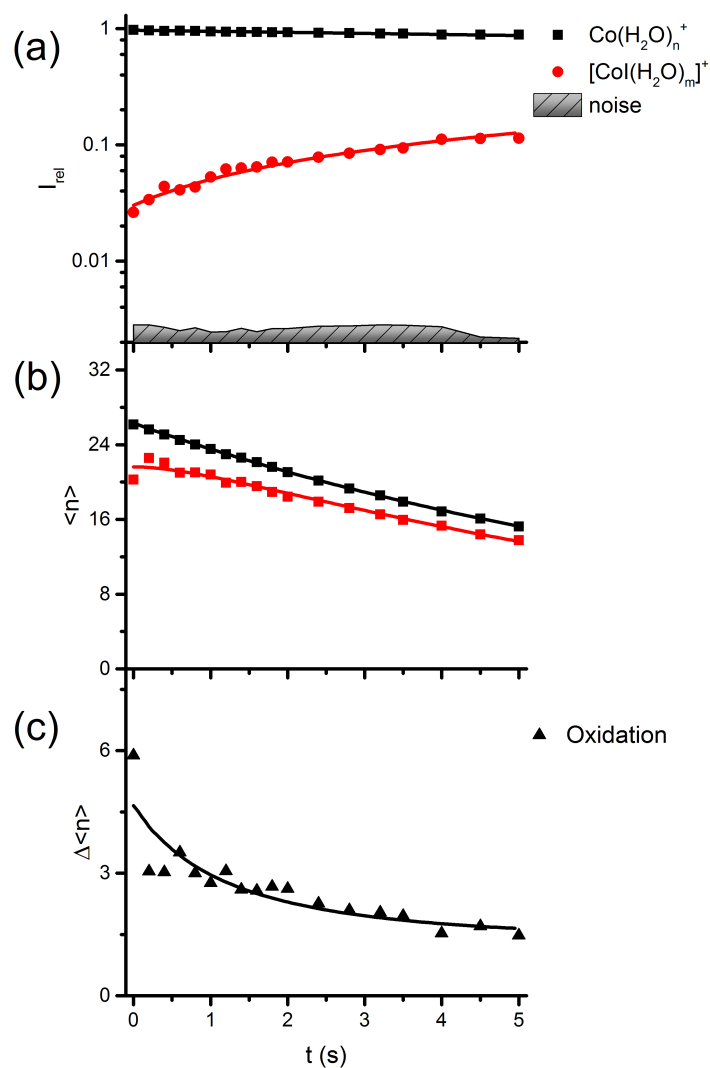 (a)
1
0.1
0.01
I_rel
Co(H₂O)ₙ⁺
[CoI(H₂O)ₘ]⁺
noise
(b)
32
24
16
8
0
<n>
(c)
6
3
0
Δ<n>
Oxidation
0 1 2 3 4 5
t (s)